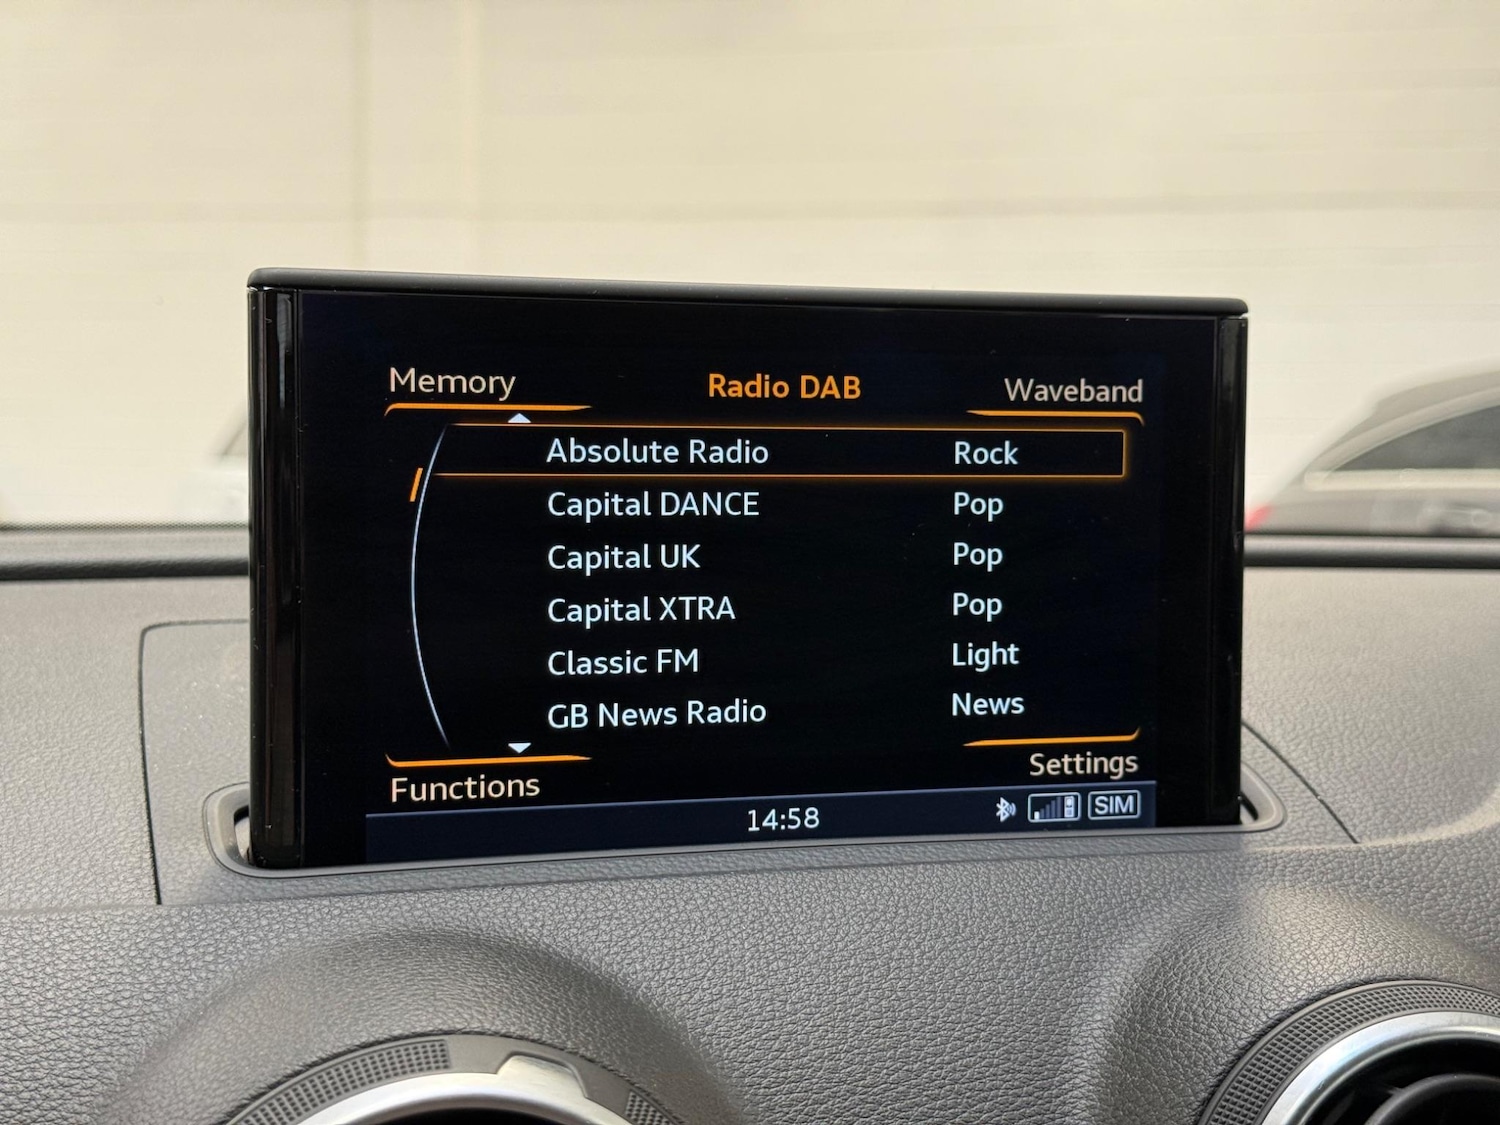 Memory Radio DAB Waveband
Absolute Radio Rock
Capital DANCE Pop
Capital UK Pop
Capital XTRA Pop
Classic FM Light
GB News Radio News
Functions Settings
14:58 SIM